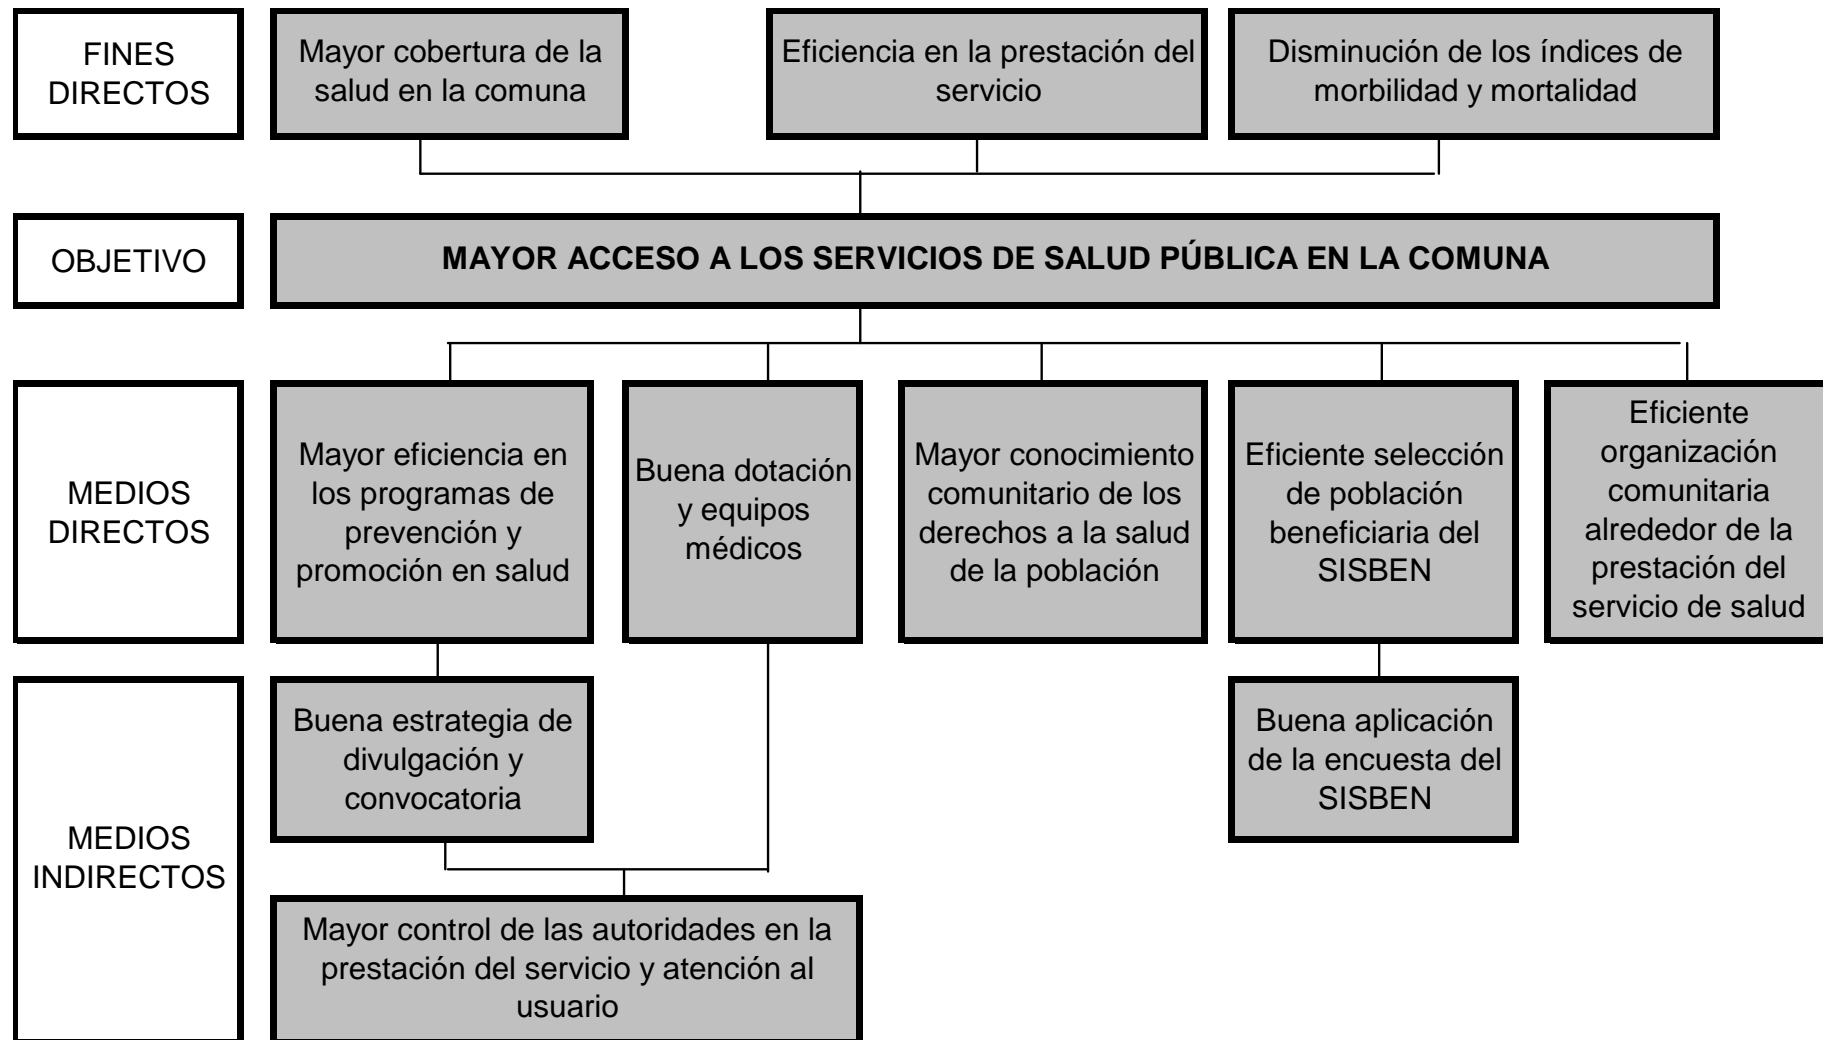 FINES
DIRECTOS
Mayor cobertura de la
salud en la comuna
Eficiencia en la prestación del
servicio
Disminución de los índices de
morbilidad y mortalidad
OBJETIVO
MAYOR ACCESO A LOS SERVICIOS DE SALUD PÚBLICA EN LA COMUNA
MEDIOS
DIRECTOS
Mayor eficiencia en
los programas de
prevención y
promoción en salud
Buena dotación
y equipos
médicos
Mayor conocimiento
comunitario de los
derechos a la salud
de la población
Eficiente selección
de población
beneficiaria del
SISBEN
Eficiente
organización
comunitaria
alrededor de la
prestación del
servicio de salud
MEDIOS
INDIRECTOS
Buena estrategia de
divulgación y
convocatoria
Buena aplicación
de la encuesta del
SISBEN
Mayor control de las autoridades en la
prestación del servicio y atención al
usuario